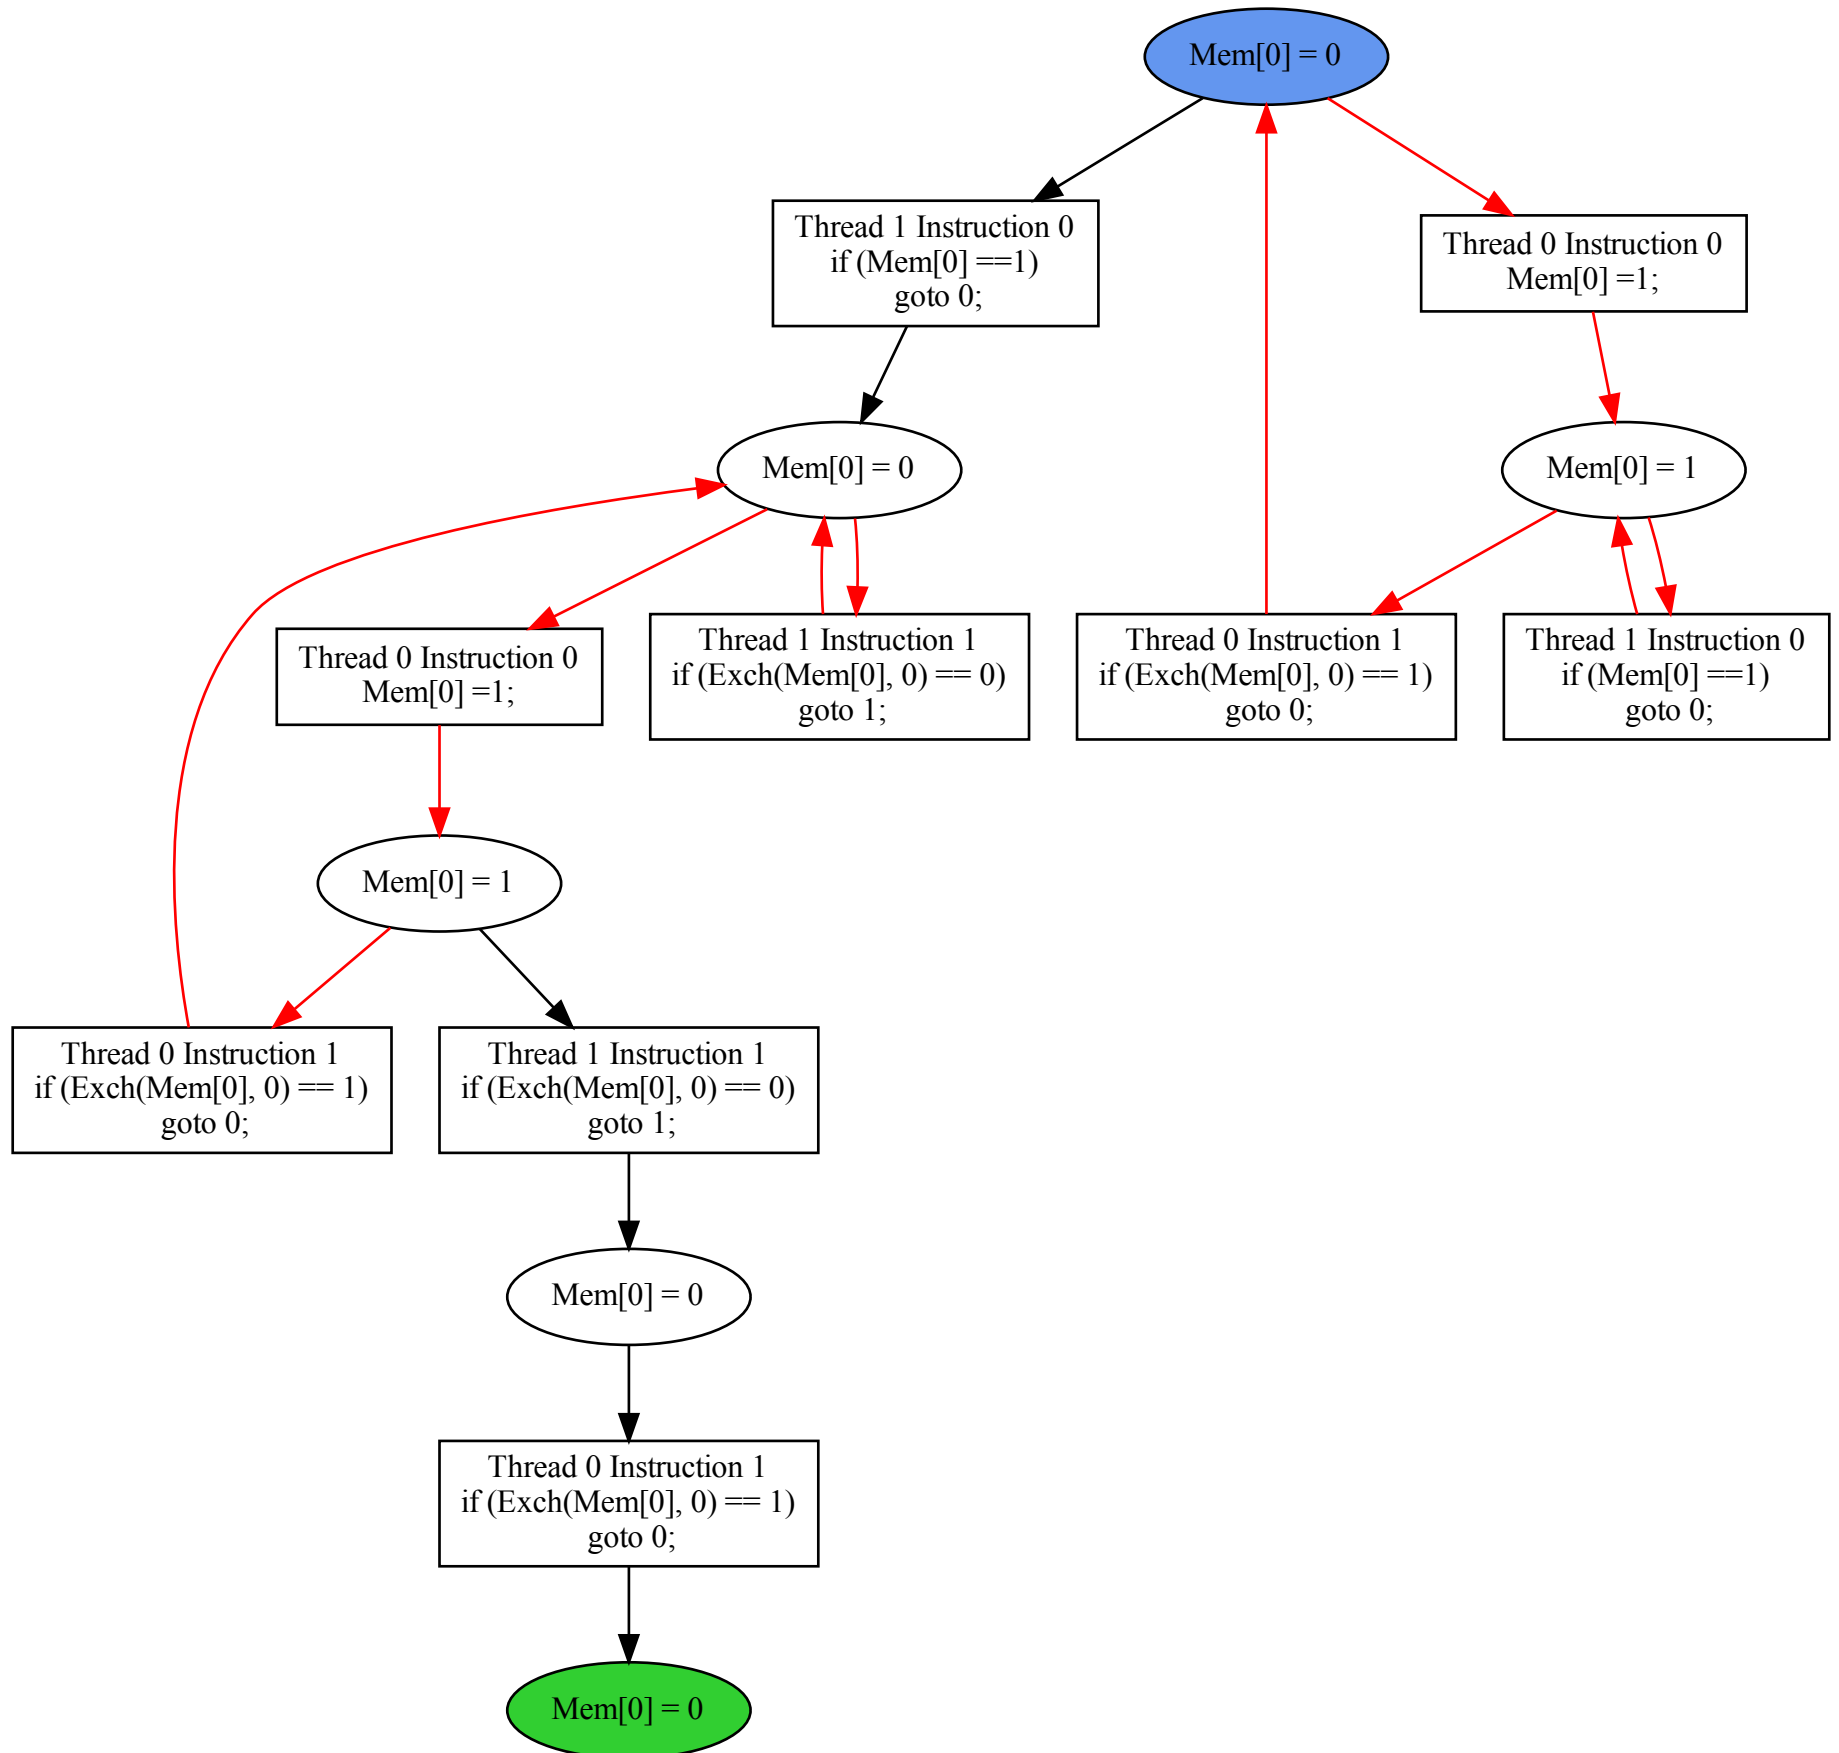 Mem[0] = 0
Thread 1 Instruction 0
if (Mem[0] ==1)
goto 0;
Thread 0 Instruction 0
Mem[0] =1;
Mem[0] = 0
Mem[0] = 1
Thread 0 Instruction 0
Mem[0] =1;
Thread 1 Instruction 1
if (Exch(Mem[0], 0) == 0)
goto 1;
Thread 0 Instruction 1
if (Exch(Mem[0], 0) == 1)
goto 0;
Thread 1 Instruction 0
if (Mem[0] ==1)
goto 0;
Mem[0] = 1
Thread 0 Instruction 1
if (Exch(Mem[0], 0) == 1)
goto 0;
Thread 1 Instruction 1
if (Exch(Mem[0], 0) == 0)
goto 1;
Mem[0] = 0
Thread 0 Instruction 1
if (Exch(Mem[0], 0) == 1)
goto 0;
Mem[0] = 0